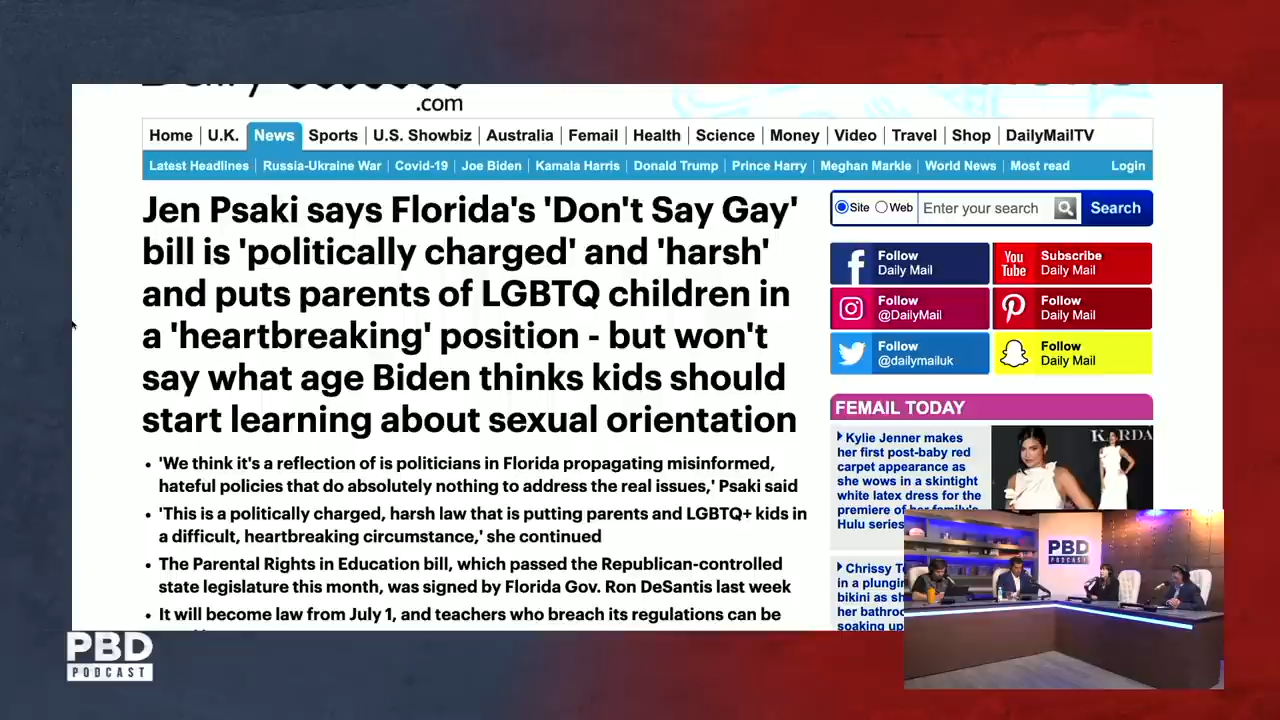 .com
Home U.K. News Sports U.S. Showbiz Australia Femail Health Science Money Video Travel Shop DailyMailTV
Latest Headlines Russia-Ukraine War Covid-19 Joe Biden Kamala Harris Donald Trump Prince Harry Meghan Markle World News Most read Login
Jen Psaki says Florida's 'Don't Say Gay'
bill is 'politically charged' and 'harsh'
and puts parents of LGBTQ children in
a 'heartbreaking' position - but won't
say what age Biden thinks kids should
start learning about sexual orientation
• 'We think it's a reflection of is politicians in Florida propagating misinformed,
hateful policies that do absolutely nothing to address the real issues,' Psaki said
• 'This is a politically charged, harsh law that is putting parents and LGBTQ+ kids in
a difficult, heartbreaking circumstance,' she continued
• The Parental Rights in Education bill, which passed the Republican-controlled
state legislature this month, was signed by Florida Gov. Ron DeSantis last week
• It will become law from July 1, and teachers who breach its regulations can be
Site Web Enter your search Search
Follow
Daily Mail
You
Tube
Subscribe
Daily Mail
Follow
@DailyMail
Follow
Daily Mail
Follow
@dailymailuk
Follow
Daily Mail
FEMAIL TODAY
Kylie Jenner makes
her first post-baby red
carpet appearance as
she wows in a skintight
white latex dress for the
premiere of her family's
Hulu series
KARDA
Chrissy
in a
bikini as
her
soaking up
PBD
PODCAST
PBD
PODCAST